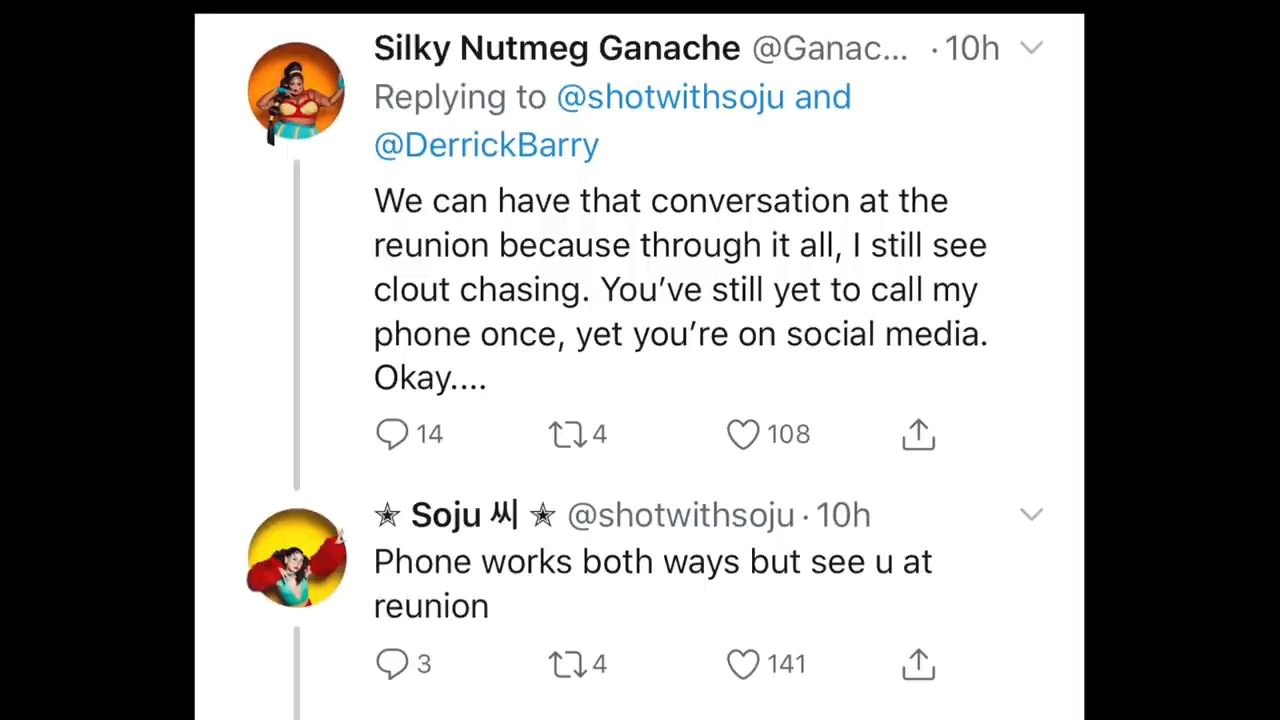 Silky Nutmeg Ganache @Ganac... · 10h
Replying to @shotwithsoju and
@DerrickBarry
We can have that conversation at the
reunion because through it all, I still see
clout chasing. You’ve still yet to call my
phone once, yet you’re on social media.
Okay....
14 4 108
✯ Soju 씨 ✯ @shotwithsoju · 10h
Phone works both ways but see u at
reunion
3 4 141